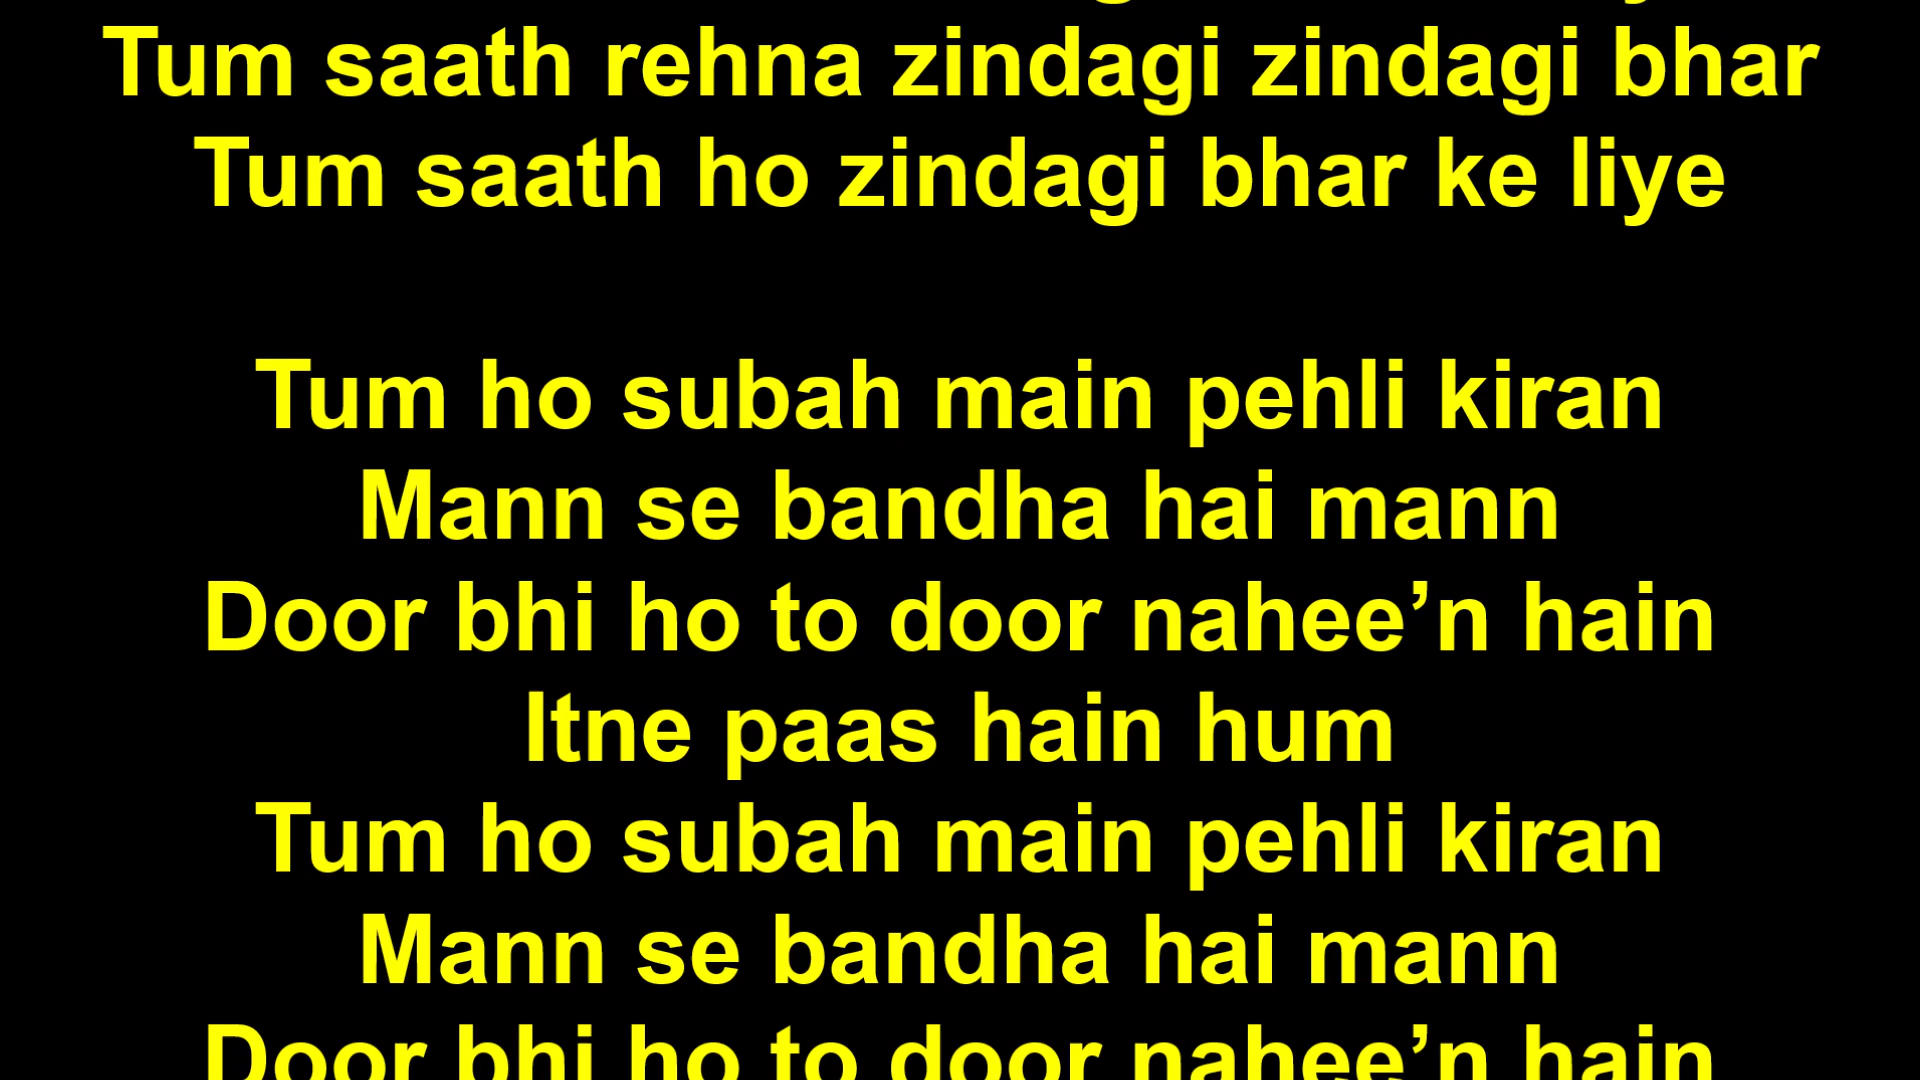 Tum saath rehna zindagi zindagi bhar
Tum saath ho zindagi bhar ke liye
Tum ho subah main pehli kiran
Mann se bandha hai mann
Door bhi ho to door nahee’n hain
Itne paas hain hum
Tum ho subah main pehli kiran
Mann se bandha hai mann
Door bhi ho to door nahee’n hain